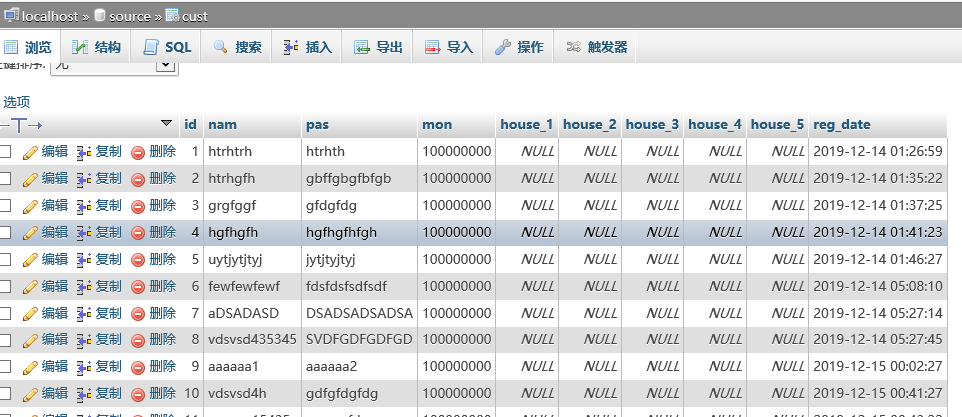 localhost » source » cust
浏览 结构 SQL 搜索 插入 导出 导入 操作 触发器
键排序: 无
选项
id nam pas mon house_1 house_2 house_3 house_4 house_5 reg_date
编辑 复制 删除 1 htrhtrh htrhth 100000000 NULL NULL NULL NULL NULL 2019-12-14 01:26:59
编辑 复制 删除 2 htrhgfh gbffgbgfbfgb 100000000 NULL NULL NULL NULL NULL 2019-12-14 01:35:22
编辑 复制 删除 3 grgfggf gfdgfdg 100000000 NULL NULL NULL NULL NULL 2019-12-14 01:37:25
编辑 复制 删除 4 hgfhgfh hgfhgfhfgh 100000000 NULL NULL NULL NULL NULL 2019-12-14 01:41:23
编辑 复制 删除 5 uytjytjtyj jytjtyjtyj 100000000 NULL NULL NULL NULL NULL 2019-12-14 01:46:27
编辑 复制 删除 6 fewfewfewf fdsfdsfsdfsdf 100000000 NULL NULL NULL NULL NULL 2019-12-14 05:08:10
编辑 复制 删除 7 aDSADASD DSADSADSADSA 100000000 NULL NULL NULL NULL NULL 2019-12-14 05:27:14
编辑 复制 删除 8 vdsvsd435345 SVDFGDFGDFGD 100000000 NULL NULL NULL NULL NULL 2019-12-14 05:27:45
编辑 复制 删除 9 aaaaaa1 aaaaaa2 100000000 NULL NULL NULL NULL NULL 2019-12-15 00:02:27
编辑 复制 删除 10 vdsvsd4h gdfgfdgfdg 100000000 NULL NULL NULL NULL NULL 2019-12-15 00:41:27